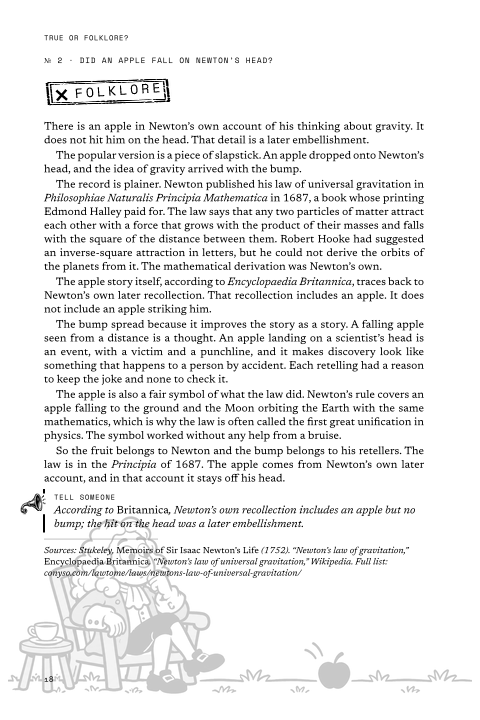 TRUE OR FOLKLORE?
№ 2 - DID AN APPLE FALL ON NEWTON'S HEAD?
× FOLKLORE
There is an apple in Newton's own account of his thinking about gravity. It
does not hit him on the head. That detail is a later embellishment.
The popular version is a piece of slapstick. An apple dropped onto Newton's
head, and the idea of gravity arrived with the bump.
The record is plainer. Newton published his law of universal gravitation in
Philosophiae Naturalis Principia Mathematica in 1687, a book whose printing
Edmond Halley paid for. The law says that any two particles of matter attract
each other with a force that grows with the product of their masses and falls
with the square of the distance between them. Robert Hooke had suggested
an inverse-square attraction in letters, but he could not derive the orbits of
the planets from it. The mathematical derivation was Newton's own.
The apple story itself, according to Encyclopaedia Britannica, traces back to
Newton's own later recollection. That recollection includes an apple. It does
not include an apple striking him.
The bump spread because it improves the story as a story. A falling apple
seen from a distance is a thought. An apple landing on a scientist's head is
an event, with a victim and a punchline, and it makes discovery look like
something that happens to a person by accident. Each retelling had a reason
to keep the joke and none to check it.
The apple is also a fair symbol of what the law did. Newton's rule covers an
apple falling to the ground and the Moon orbiting the Earth with the same
mathematics, which is why the law is often called the first great unification in
physics. The symbol worked without any help from a bruise.
So the fruit belongs to Newton and the bump belongs to his retellers. The
law is in the Principia of 1687. The apple comes from Newton's own later
account, and in that account it stays off his head.
TELL SOMEONE
According to Britannica, Newton's own recollection includes an apple but no
bump; the hit on the head was a later embellishment.
Sources: Stukeley, Memoirs of Sir Isaac Newton's Life (1752). "Newton's law of gravitation,"
Encyclopaedia Britannica. "Newton's law of universal gravitation," Wikipedia. Full list:
conyso.com/lawtome/laws/newtons-law-of-universal-gravitation/
18